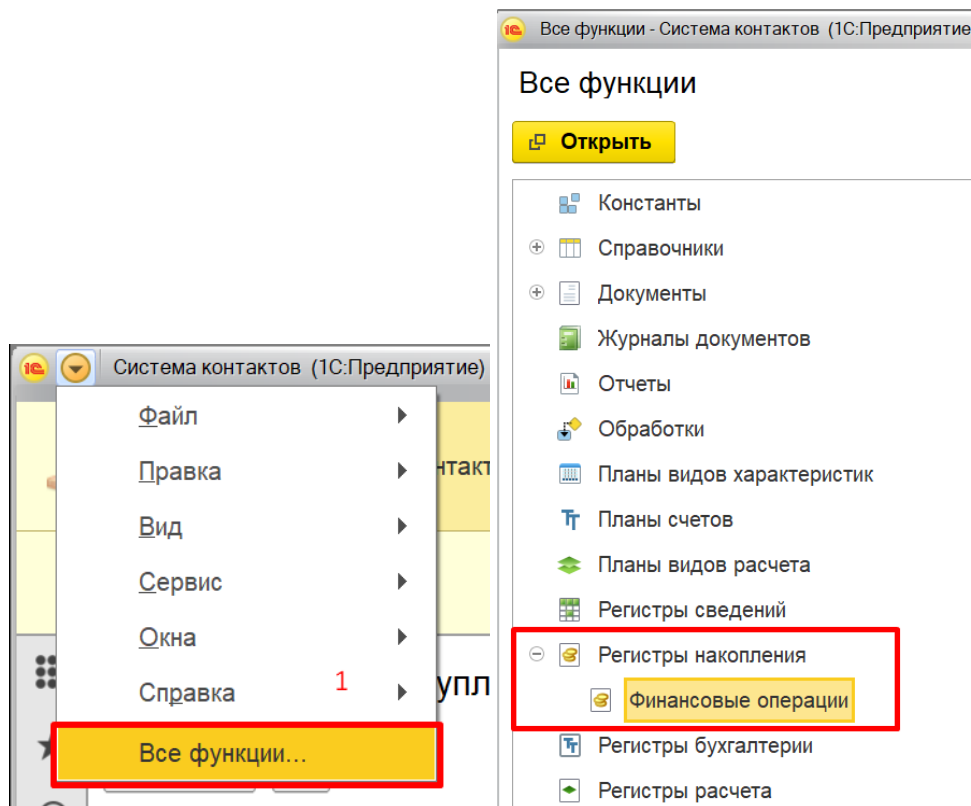 Система контактов (1С:Предприятие)
Файл
Правка
Вид
Сервис
Окна
Справка
1
Все функции...
нтакт
упл
Все функции - Система контактов (1С:Предприятие
Все функции
Открыть
Константы
Справочники
Документы
Журналы документов
Отчеты
Обработки
Планы видов характеристик
Планы счетов
Планы видов расчета
Регистры сведений
Регистры накопления
Финансовые операции
Регистры бухгалтерии
Регистры расчета